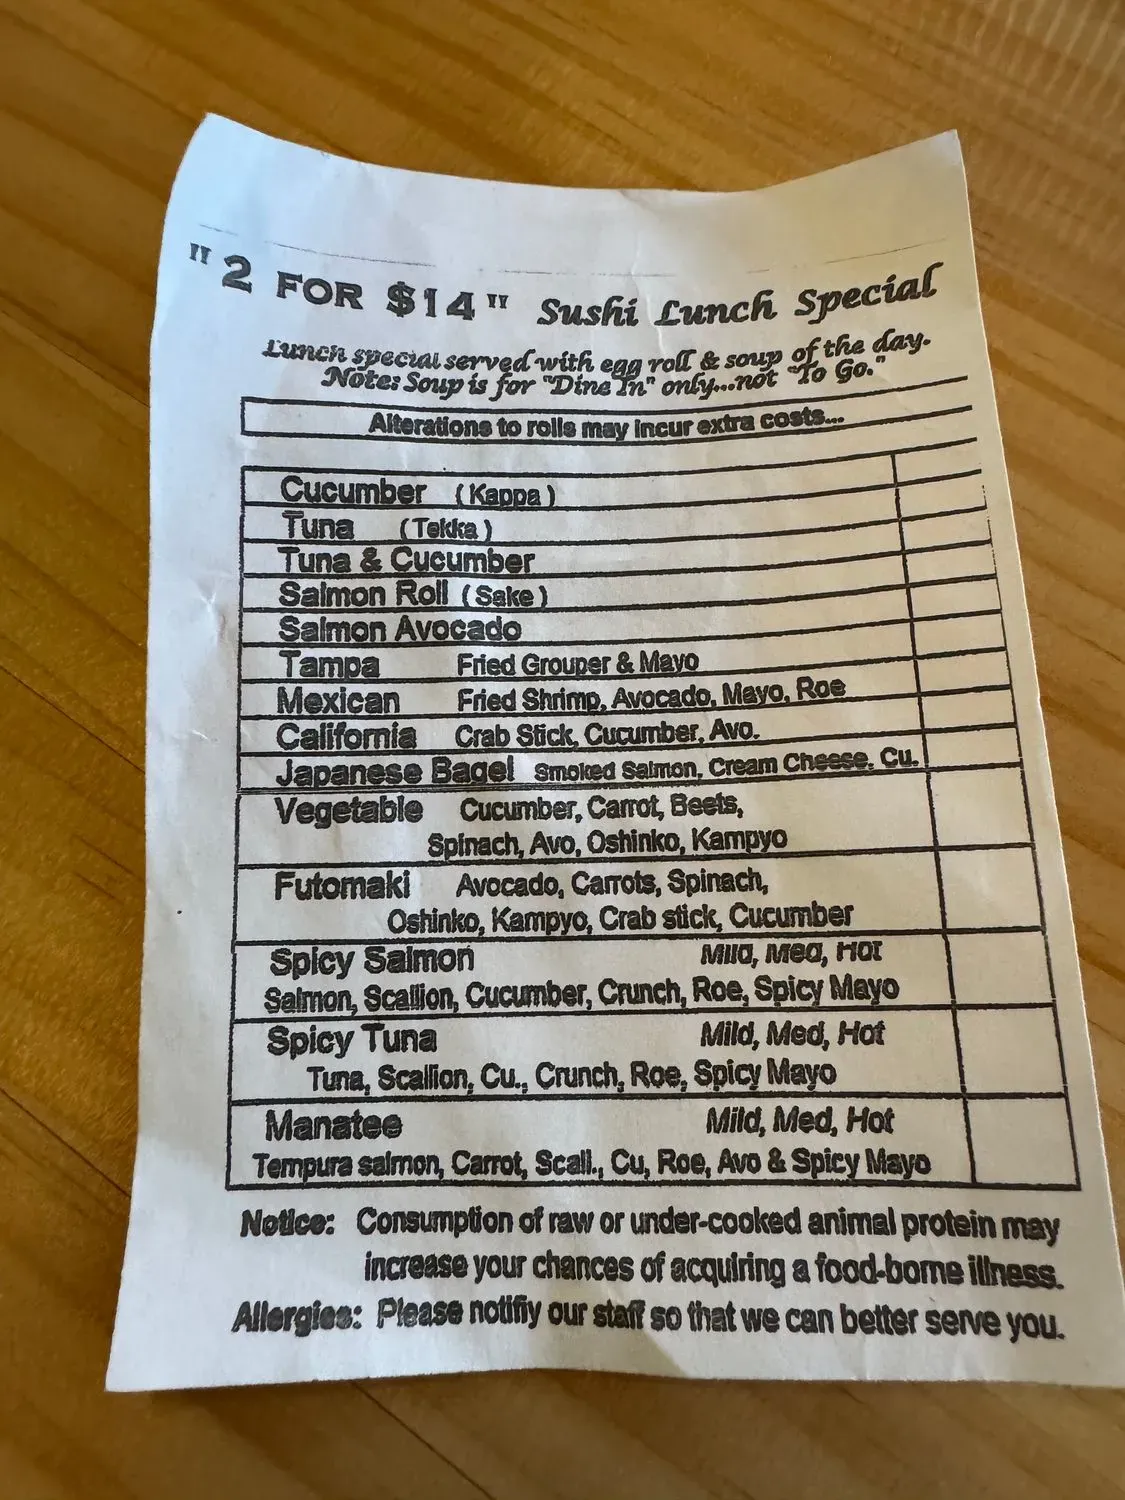 "2 FOR $14" Sushi Lunch Special
Lunch special served with egg roll & soup of the day.
Note: Soup is for "Dine In" only...not "To Go."
Alterations to rolls may incur extra costs...
Cucumber (Kappa)
Tuna (Tekka)
Tuna & Cucumber
Salmon Roll (Sake)
Salmon Avocado
Tampa Fried Grouper & Mayo
Mexican Fried Shrimp, Avocado, Mayo, Roe
California Crab Stick, Cucumber, Avo.
Japanese Bagel Smoked Salmon, Cream Cheese, Cu.
Vegetable Cucumber, Carrot, Beets,
Spinach, Avo, Oshinko, Kampyo
Futomaki Avocado, Carrots, Spinach,
Oshinko, Kampyo, Crab stick, Cucumber
Spicy Salmon Mild, Med, Hot
Salmon, Scallion, Cucumber, Crunch, Roe, Spicy Mayo
Spicy Tuna Mild, Med, Hot
Tuna, Scallion, Cu., Crunch, Roe, Spicy Mayo
Manatee Mild, Med, Hot
Tempura salmon, Carrot, Scall., Cu, Roe, Avo & Spicy Mayo
Notice: Consumption of raw or under-cooked animal protein may
increase your chances of acquiring a food-borne illness.
Allergies: Please notifiy our staff so that we can better serve you.